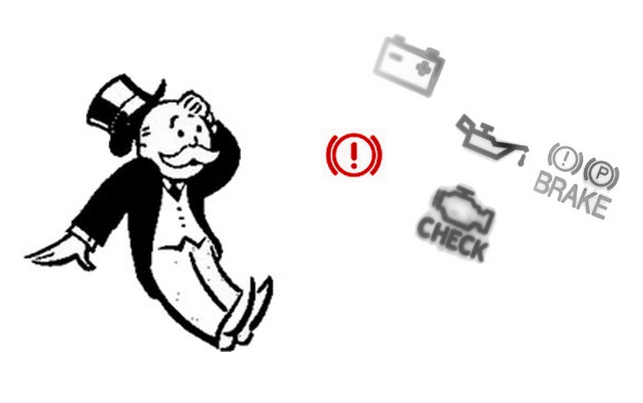 !
- +
! P
BRAKE
CHECK